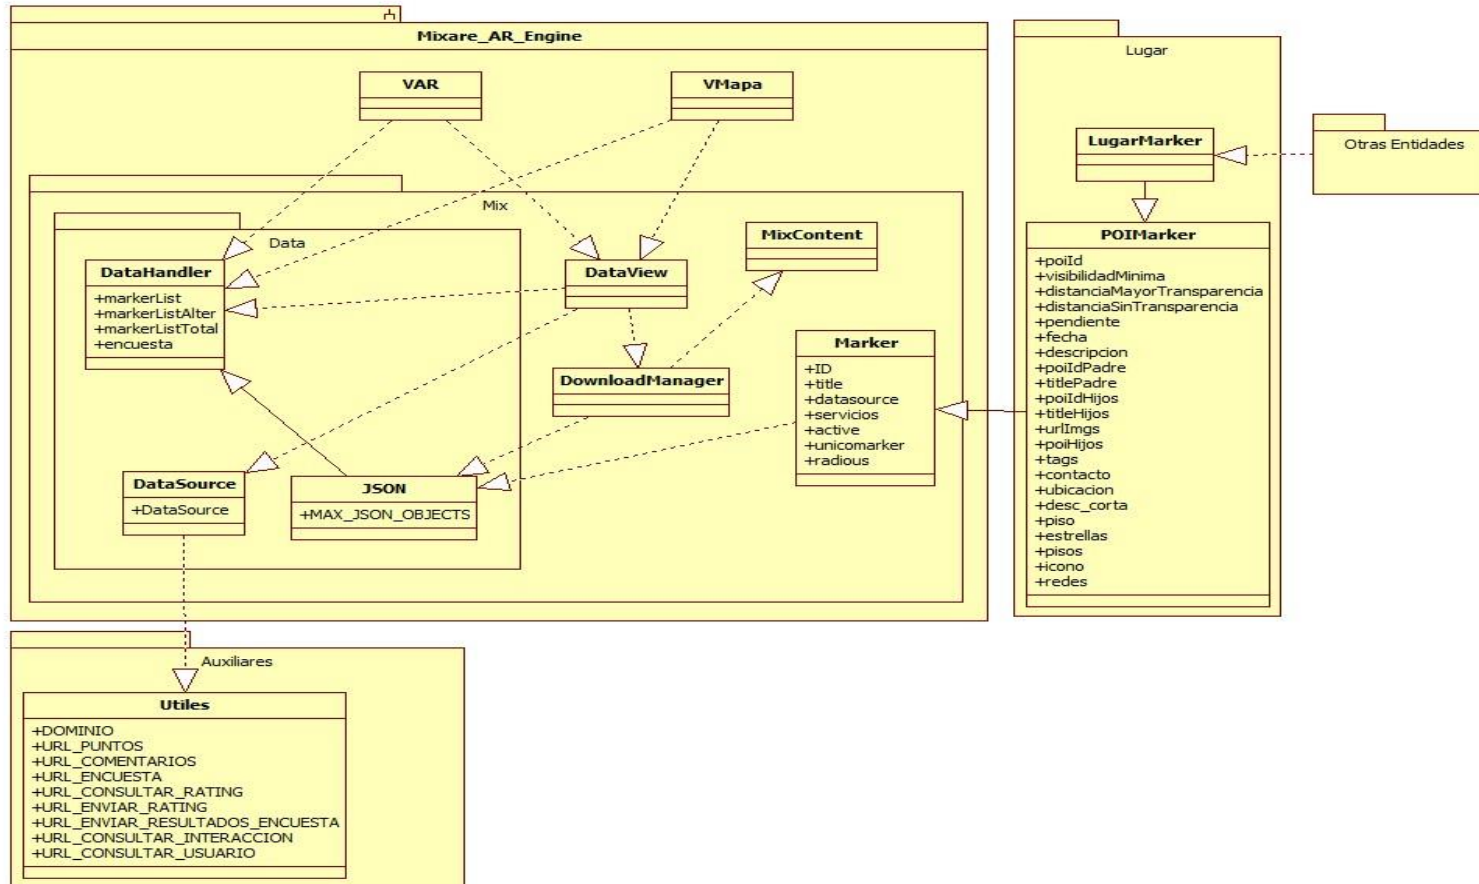 Mixare_AR_Engine
VAR
VMapa
Mix
Data
DataHandler
+markerList
+markerListAlter
+markerListTotal
+encuesta
DataView
MixContent
DownloadManager
Marker
+ID
+title
+datasource
+servicios
+active
+unicomarker
+radious
DataSource
+DataSource
JSON
+MAX_JSON_OBJECTS
Lugar
LugarMarker
Otras Entidades
POIMarker
+poiId
+visibilidadMinima
+distanciaMayorTransparencia
+distanciaSinTransparencia
+pendiente
+fecha
+descripcion
+poiIdPadre
+titlePadre
+poiIdHijos
+titleHijos
+urlImgs
+poiHijos
+tags
+contacto
+ubicacion
+desc_corta
+piso
+estrellas
+pisos
+icono
+redes
Auxiliares
Utiles
+DOMINIO
+URL_PUNTOS
+URL_COMENTARIOS
+URL_ENCUESTA
+URL_CONSULTAR_RATING
+URL_ENVIAR_RATING
+URL_ENVIAR_RESULTADOS_ENCUESTA
+URL_CONSULTAR_INTERACCION
+URL_CONSULTAR_USUARIO